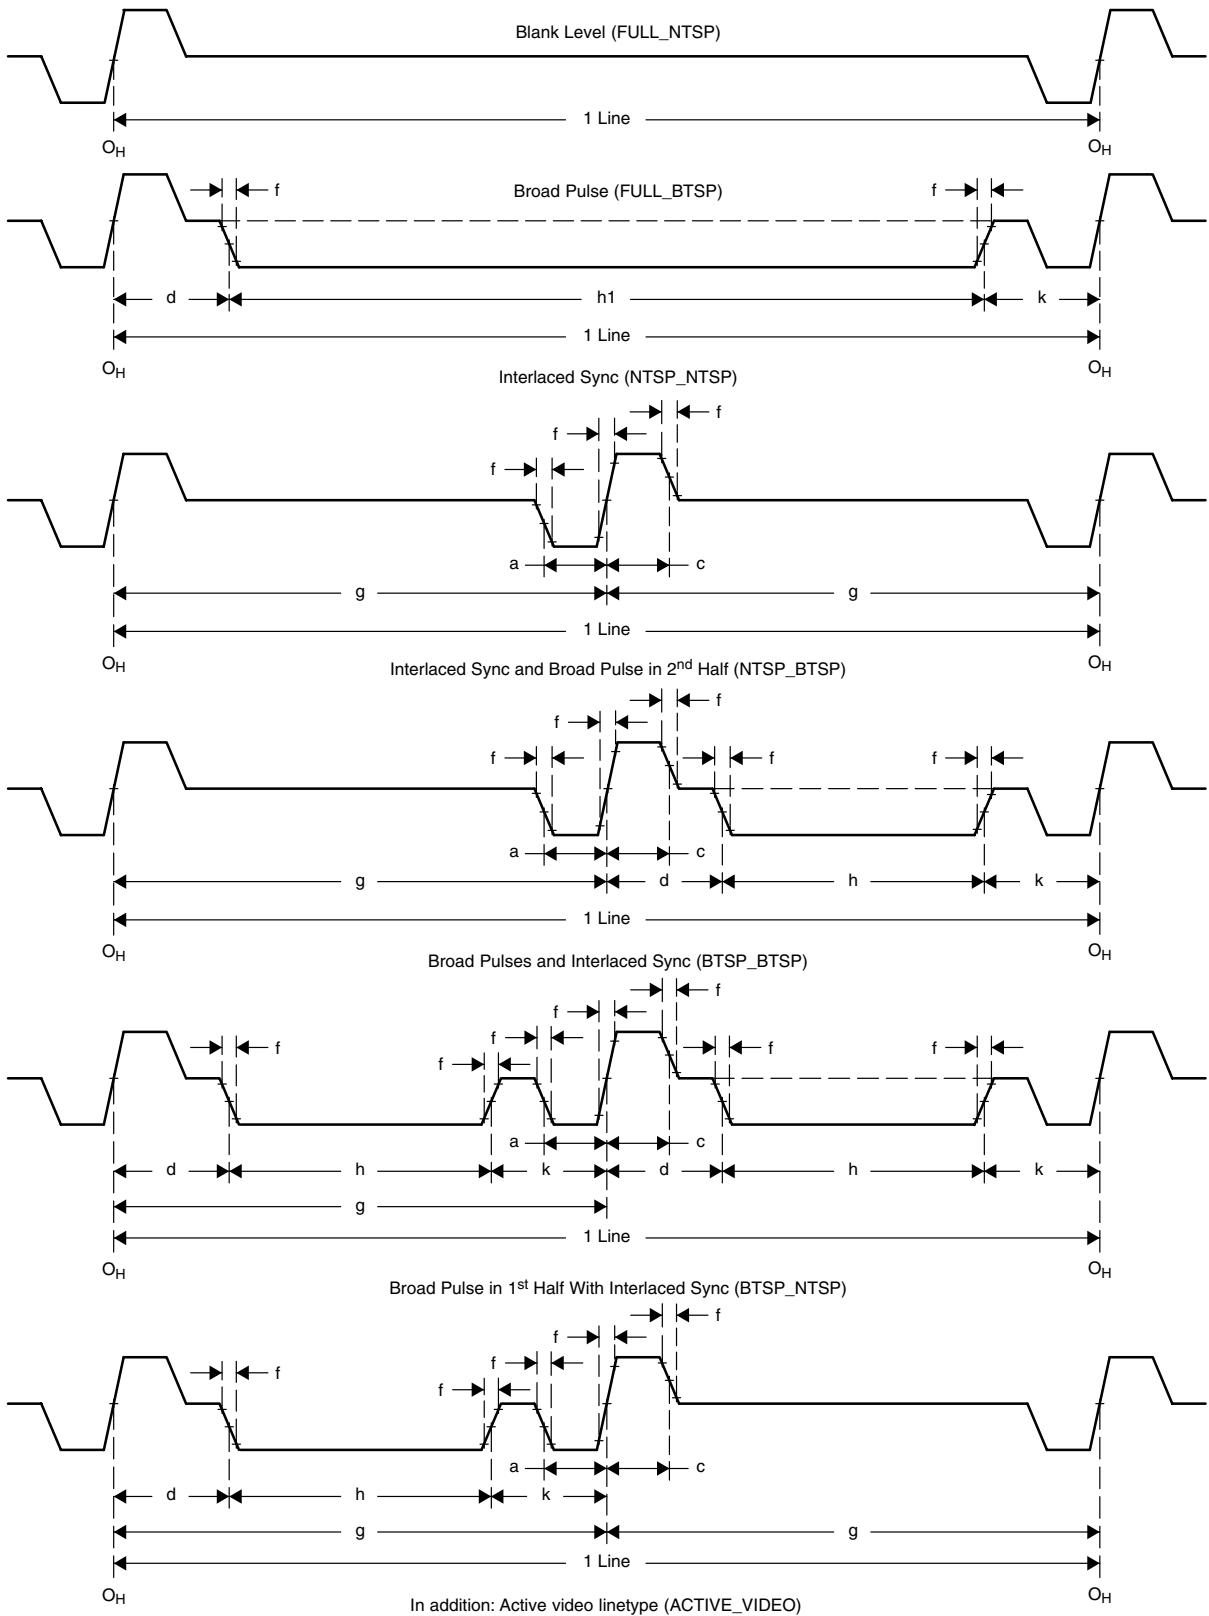 Blank Level (FULL_NTSP)
1 Line
OH OH
f Broad Pulse (FULL_BTSP) f
d h1 k
1 Line
OH OH
Interlaced Sync (NTSP_NTSP)
f
f
f
a c
g g
1 Line
OH OH
Interlaced Sync and Broad Pulse in 2nd Half (NTSP_BTSP)
f
f
f f f
a c
g d h k
1 Line
OH OH
Broad Pulses and Interlaced Sync (BTSP_BTSP)
f
f
f
f f f
f
a c
d h k d h k
g
1 Line
OH OH
Broad Pulse in 1st Half With Interlaced Sync (BTSP_NTSP)
f
f
f
f
f
a c
d h k
g g
1 Line
OH OH
In addition: Active video linetype (ACTIVE_VIDEO)